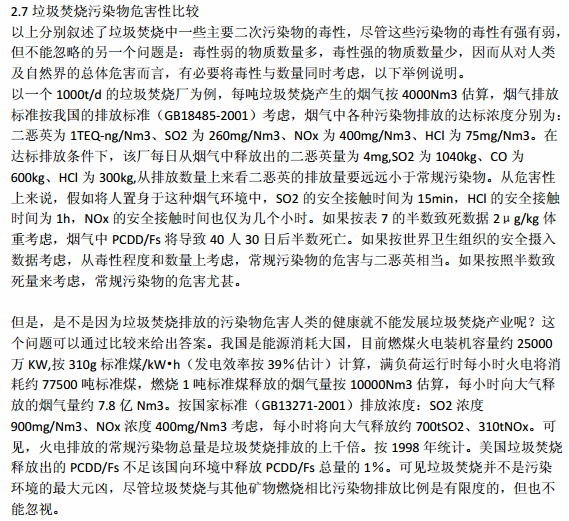 2.7 垃圾焚烧污染物危害性比较
以上分别叙述了垃圾焚烧中一些主要二次污染物的毒性，尽管这些污染物的毒性有强有弱，
但不能忽略的另一个问题是：毒性弱的物质数量多，毒性强的物质数量少，因而从对人类
及自然界的总体危害而言，有必要将毒性与数量同时考虑，以下举例说明。
以一个 1000t/d 的垃圾焚烧厂为例，每吨垃圾焚烧产生的烟气按 4000Nm3 估算，烟气排放
标准按我国的排放标准（GB18485-2001）考虑，烟气中各种污染物排放的达标浓度分别为：
二恶英为 1TEQ-ng/Nm3、SO2 为 260mg/Nm3、NOx 为 400mg/Nm3、HCl 为 75mg/Nm3。在
达标排放条件下，该厂每日从烟气中释放出的二恶英量为 4mg,SO2 为 1040kg、CO 为
600kg、HCl 为 300kg,从排放数量上来看二恶英的排放量要远远小于常规污染物。从危害性
上来说，假如将人置身于这种烟气环境中，SO2 的安全接触时间为 15min，HCl 的安全接触
时间为 1h，NOx 的安全接触时间也仅为几个小时。如果按表 7 的半数致死数据 2μg/kg 体
重考虑，烟气中 PCDD/Fs 将导致 40 人 30 日后半数死亡。如果按世界卫生组织的安全摄入
数据考虑，从毒性程度和数量上考虑，常规污染物的危害与二恶英相当。如果按照半数致
死量来考虑，常规污染物的危害尤甚。
但是，是不是因为垃圾焚烧排放的污染物危害人类的健康就不能发展垃圾焚烧产业呢？这
个问题可以通过比较来给出答案。我国是能源消耗大国，目前燃煤火电装机容量约 25000
万 KW,按 310g 标准煤/kW•h（发电效率按 39%估计）计算，满负荷运行时每小时火电将消
耗约 77500 吨标准煤，燃烧 1 吨标准煤释放的烟气量按 10000Nm3 估算，每小时向大气释
放的烟气量约 7.8 亿 Nm3。按国家标准（GB13271-2001）排放浓度：SO2 浓度
900mg/Nm3、NOx 浓度 400mg/Nm3 考虑，每小时将向大气释放约 700tSO2、310tNOx。可
见，火电排放的常规污染物总量是垃圾焚烧排放的上千倍。按 1998 年统计。美国垃圾焚烧
释放出的 PCDD/Fs 不足该国向环境中释放 PCDD/Fs 总量的 1%。可见垃圾焚烧并不是污染
环境的最大元凶，尽管垃圾焚烧与其他矿物燃烧相比污染物排放比例是有限度的，但也不
能忽视。